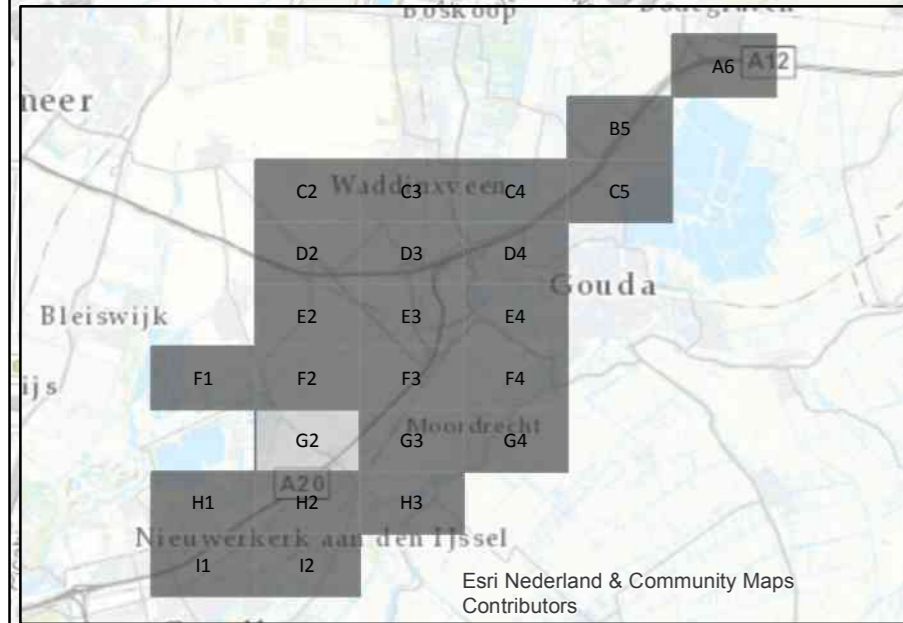 A12
A6
meer
B5
C2 Waddinxveen C3 C4 C5
D2 D3 D4
Gouda
Bleiswijk E2 E3 E4
F1 F2 F3 F4
G2 Moordrecht G3 G4
A20
H1 H2 H3
Nieuwerkerk aan den IJssel
I1 I2
Esri Nederland & Community Maps
Contributors